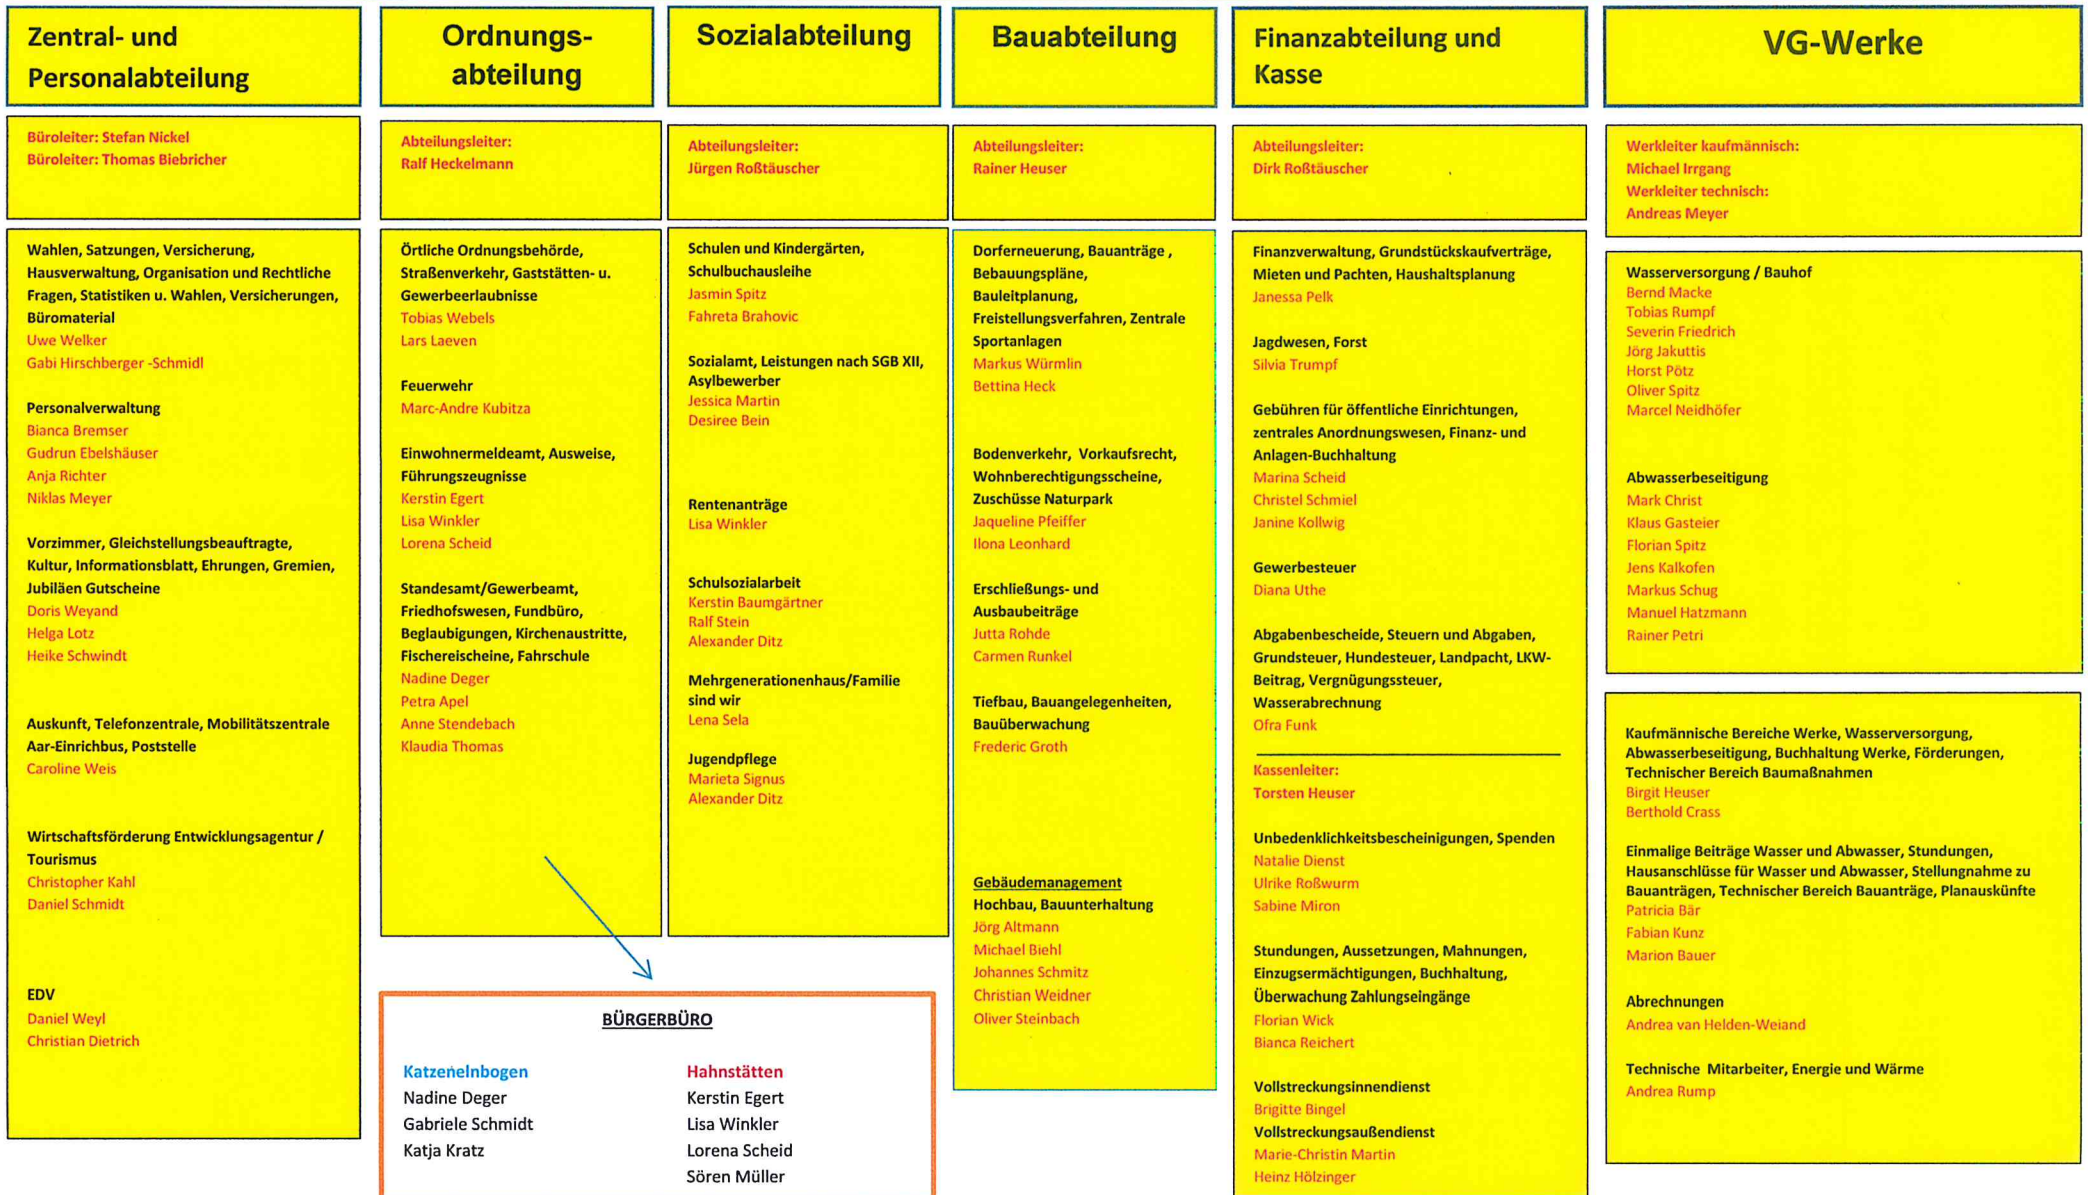 Zentral- und
Personalabteilung
Büroleiter: Stefan Nickel
Büroleiter: Thomas Biebricher
Wahlen, Satzungen, Versicherung,
Hausverwaltung, Organisation und Rechtliche
Fragen, Statistiken u. Wahlen, Versicherungen,
Büromaterial
Uwe Welker
Gabi Hirschberger -Schmidl
Personalverwaltung
Bianca Bremser
Gudrun Ebelshäuser
Anja Richter
Niklas Meyer
Vorzimmer, Gleichstellungsbeauftragte,
Kultur, Informationsblatt, Ehrungen, Gremien,
Jubiläen Gutscheine
Doris Weyand
Helga Lotz
Heike Schwindt
Auskunft, Telefonzentrale, Mobilitätszentrale
Aar-Einrichbus, Poststelle
Caroline Weis
Wirtschaftsförderung Entwicklungsagentur /
Tourismus
Christopher Kahl
Daniel Schmidt
EDV
Daniel Weyl
Christian Dietrich
Ordnungs-
abteilung
Abteilungsleiter:
Ralf Heckelmann
Örtliche Ordnungsbehörde,
Straßenverkehr, Gaststätten- u.
Gewerbeerlaubnisse
Tobias Webels
Lars Laeven
Feuerwehr
Marc-Andre Kubitza
Einwohnermeldeamt, Ausweise,
Führungszeugnisse
Kerstin Egert
Lisa Winkler
Lorena Scheid
Standesamt/Gewerbeamt,
Friedhofswesen, Fundbüro,
Beglaubigungen, Kirchenaustritte,
Fischereischeine, Fahrschule
Nadine Deger
Petra Apel
Anne Stendebach
Klaudia Thomas
Sozialabteilung
Abteilungsleiter:
Jürgen Roßtäuscher
Schulen und Kindergärten,
Schulbuchausleihe
Jasmin Spitz
Fahreta Brahovic
Sozialamt, Leistungen nach SGB XII,
Asylbewerber
Jessica Martin
Desiree Bein
Rentenanträge
Lisa Winkler
Schulsozialarbeit
Kerstin Baumgärtner
Ralf Stein
Alexander Ditz
Mehrgenerationenhaus/Familie
sind wir
Lena Sela
Jugendpflege
Marieta Signus
Alexander Ditz
BÜRGERBÜRO
Katzenelnbogen
Nadine Deger
Gabriele Schmidt
Katja Kratz
Hahnstätten
Kerstin Egert
Lisa Winkler
Lorena Scheid
Sören Müller
Bauabteilung
Abteilungsleiter:
Rainer Heuser
Dorferneuerung, Bauanträge ,
Bebauungspläne,
Bauleitplanung,
Freistellungsverfahren, Zentrale
Sportanlagen
Markus Würmlin
Bettina Heck
Bodenverkehr, Vorkaufsrecht,
Wohnberechtigungsscheine,
Zuschüsse Naturpark
Jaqueline Pfeiffer
Ilona Leonhard
Erschließungs- und
Ausbaubeiträge
Jutta Rohde
Carmen Runkel
Tiefbau, Bauangelegenheiten,
Bauüberwachung
Frederic Groth
Gebäudemanagement
Hochbau, Bauunterhaltung
Jörg Altmann
Michael Biehl
Johannes Schmitz
Christian Weidner
Oliver Steinbach
Finanzabteilung und
Kasse
Abteilungsleiter:
Dirk Roßtäuscher
Finanzverwaltung, Grundstückskaufverträge,
Mieten und Pachten, Haushaltsplanung
Janessa Pelk
Jagdwesen, Forst
Silvia Trumpf
Gebühren für öffentliche Einrichtungen,
zentrales Anordnungswesen, Finanz- und
Anlagen-Buchhaltung
Marina Scheid
Christel Schmiel
Janine Kollwig
Gewerbesteuer
Diana Uthe
Abgabenbescheide, Steuern und Abgaben,
Grundsteuer, Hundesteuer, Landpacht, LKW-
Beitrag, Vergnügungssteuer,
Wasserabrechnung
Ofra Funk
Kassenleiter:
Torsten Heuser
Unbedenklichkeitsbescheinigungen, Spenden
Natalie Dienst
Ulrike Roßwurm
Sabine Miron
Stundungen, Aussetzungen, Mahnungen,
Einzugsermächtigungen, Buchhaltung,
Überwachung Zahlungseingänge
Florian Wick
Bianca Reichert
Vollstreckungsinnendienst
Brigitte Bingel
Vollstreckungsaußendienst
Marie-Christin Martin
Heinz Hölzinger
VG-Werke
Werkleiter kaufmännisch:
Michael Irrgang
Werkleiter technisch:
Andreas Meyer
Wasserversorgung / Bauhof
Bernd Macke
Tobias Rumpf
Severin Friedrich
Jörg Jakuttis
Horst Pötz
Oliver Spitz
Marcel Neidhöfer
Abwasserbeseitigung
Mark Christ
Klaus Gasteier
Florian Spitz
Jens Kalkofen
Markus Schug
Manuel Hatzmann
Rainer Petri
Kaufmännische Bereiche Werke, Wasserversorgung,
Abwasserbeseitigung, Buchhaltung Werke, Förderungen,
Technischer Bereich Baumaßnahmen
Birgit Heuser
Berthold Crass
Einmalige Beiträge Wasser und Abwasser, Stundungen,
Hausanschlüsse für Wasser und Abwasser, Stellungnahme zu
Bauanträgen, Technischer Bereich Bauanträge, Planauskünfte
Patricia Bär
Fabian Kunz
Marion Bauer
Abrechnungen
Andrea van Helden-Weiand
Technische  Mitarbeiter, Energie und Wärme
Andrea Rump